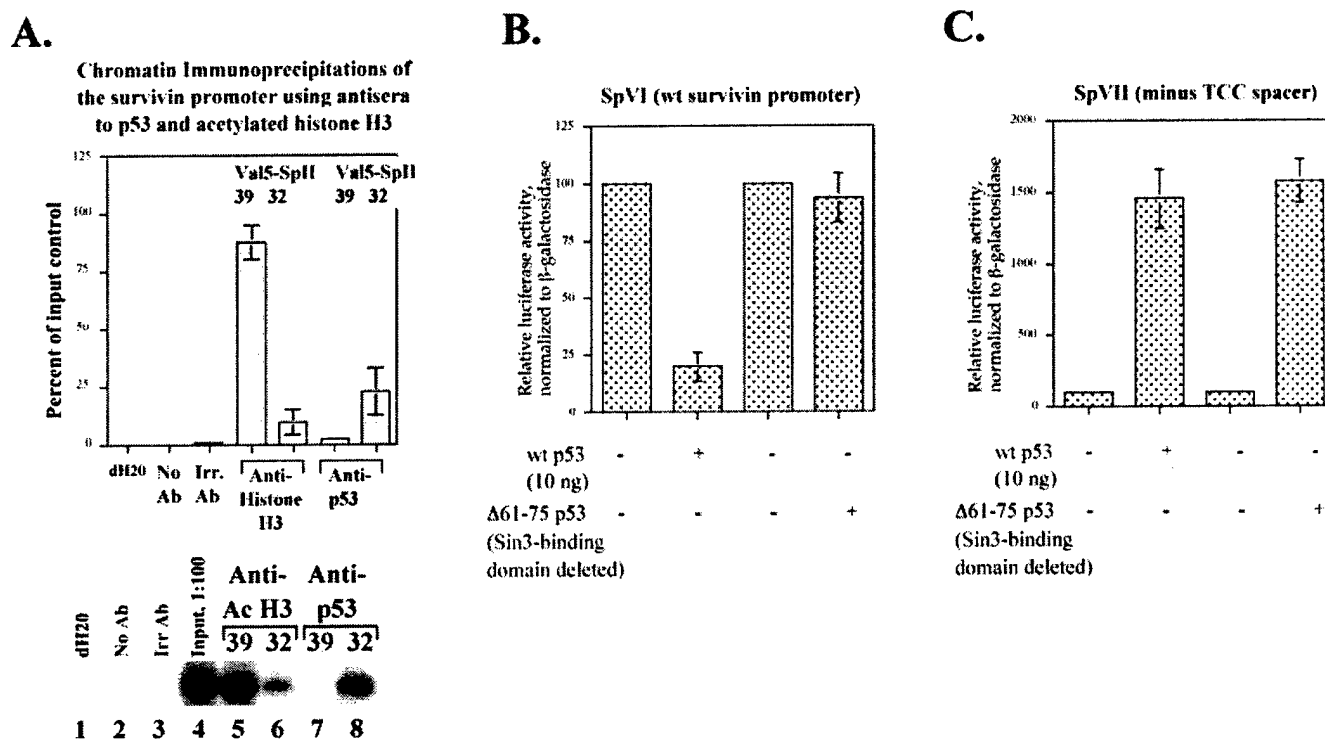 A.
Chromatin Immunoprecipitations of
the survivin promoter using antisera
to p53 and acetylated histone H3
Percent of input control
125
100
75
50
25
0
Val5-SpII Val5-SpII
39 32 39 32
dH20 No Ab Irr. Ab Anti-Histone H3 Anti-p53
dH20
No Ab
Irr Ab
Input, 1:100
Anti-
Ac H3
39 32
Anti-
p53
39 32
1 2 3 4 5 6 7 8
B.
SpVI (wt survivin promoter)
Relative luciferase activity,
normalized to β-galactosidase
125
100
75
50
25
0
wt p53 - + - -
(10 ng)
Δ61-75 p53 - - - +
(Sin3-binding
domain deleted)
C.
SpVII (minus TCC spacer)
Relative luciferase activity,
normalized to β-galactosidase
2000
1500
1000
500
0
wt p53 - + - -
(10 ng)
Δ61-75 p53 - - - +
(Sin3-binding
domain deleted)